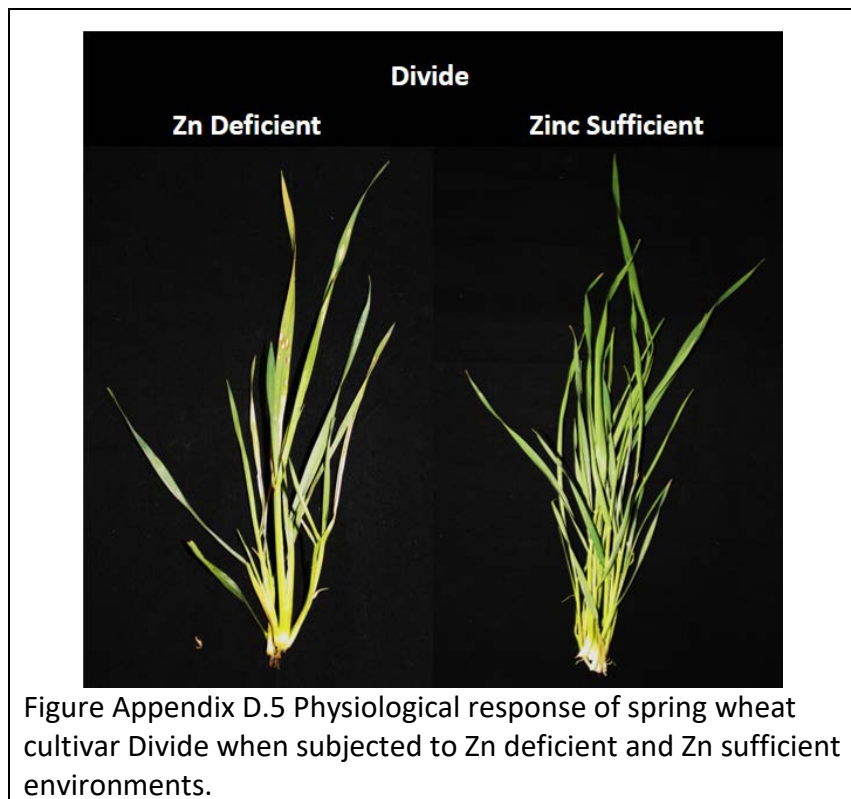 Divide
Zn Deficient
Zinc Sufficient
Figure Appendix D.5 Physiological response of spring wheat
cultivar Divide when subjected to Zn deficient and Zn sufficient
environments.